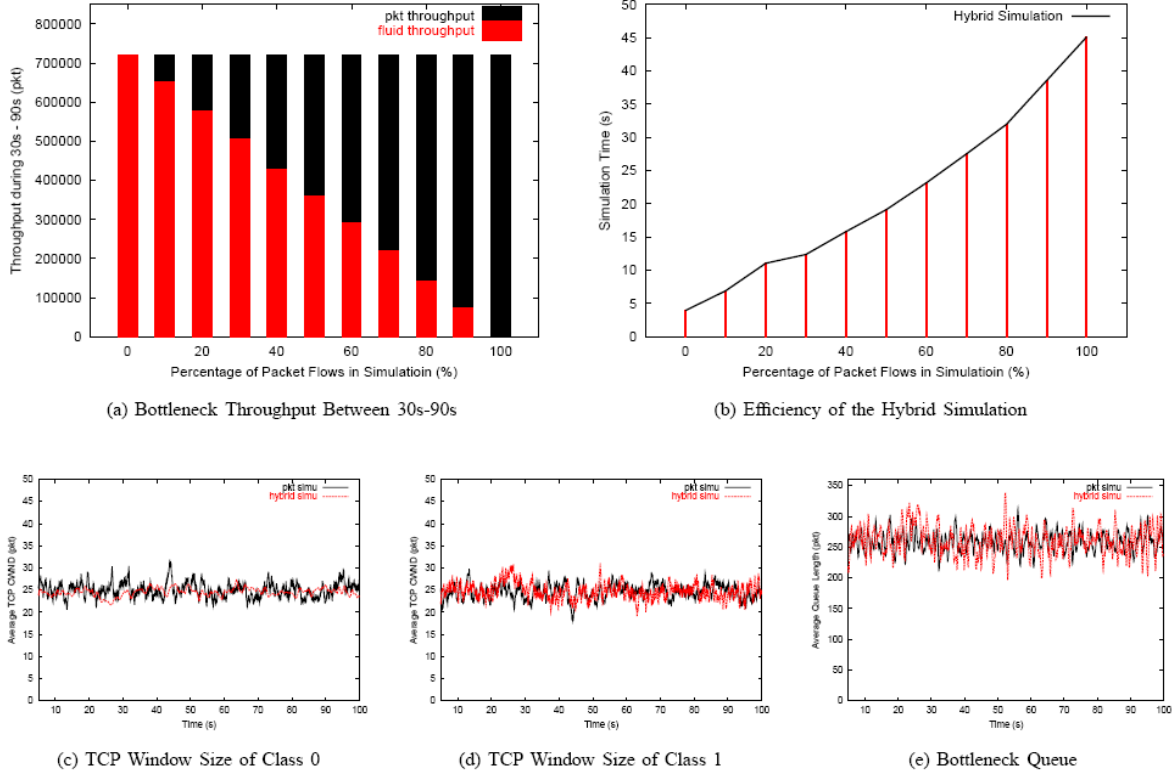 pkt throughput
fluid throughput
800000
700000
600000
500000
400000
300000
200000
100000
0
Throughput during 30s - 90s (pkt)
0 20 40 60 80 100
Percentage of Packet Flows in Simulatioin (%)
(a) Bottleneck Throughput Between 30s-90s
Hybrid Simulation
50
45
40
35
30
25
20
15
10
5
0
Simulation Time (s)
0 20 40 60 80 100
Percentage of Packet Flows in Simulatioin (%)
(b) Efficiency of the Hybrid Simulation
pkt simu
hybrid simu
50
45
40
35
30
25
20
15
10
5
0
Average TCP CWND (pkt)
10 20 30 40 50 60 70 80 90 100
Time (s)
(c) TCP Window Size of Class 0
pkt simu
hybrid simu
50
45
40
35
30
25
20
15
10
5
0
Average TCP CWND (pkt)
10 20 30 40 50 60 70 80 90 100
Time (s)
(d) TCP Window Size of Class 1
pkt simu
hybrid simu
350
300
250
200
150
100
50
0
Average Queue Length (pkt)
10 20 30 40 50 60 70 80 90 100
Time (s)
(e) Bottleneck Queue